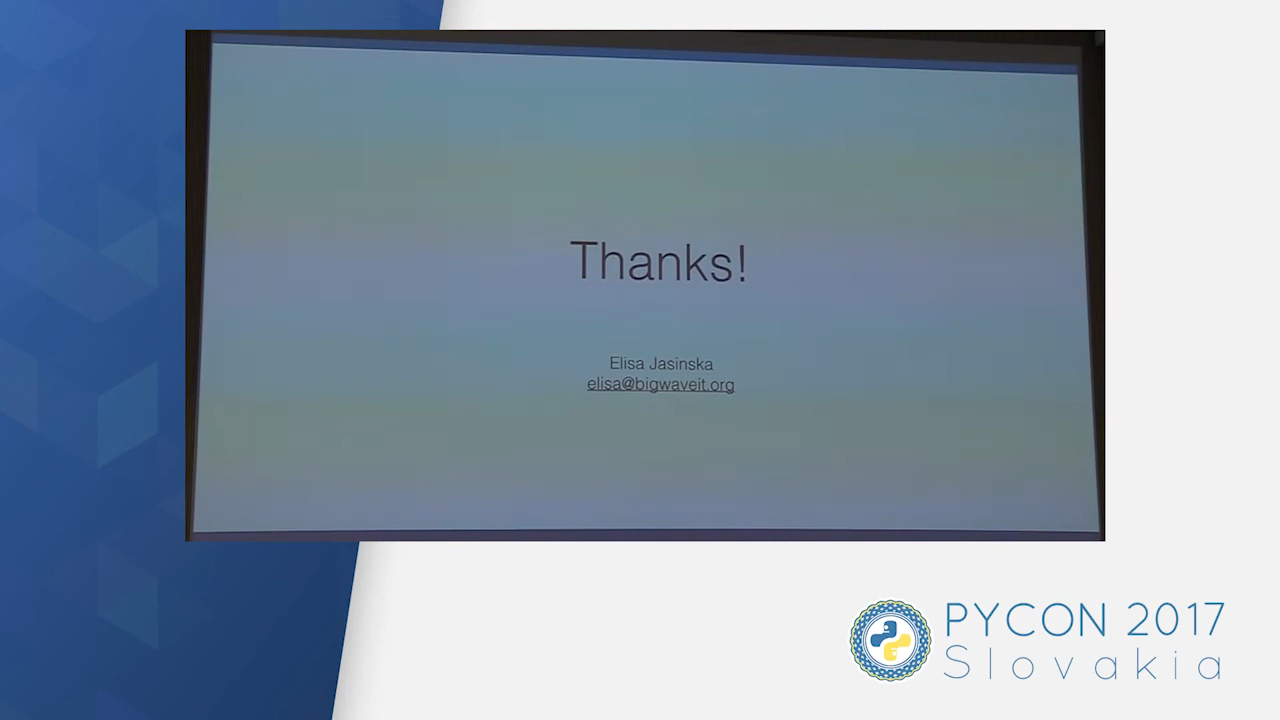 Thanks!
Elisa Jasinska
elisa@bigwaveit.org
PYCON 2017
Slovakia